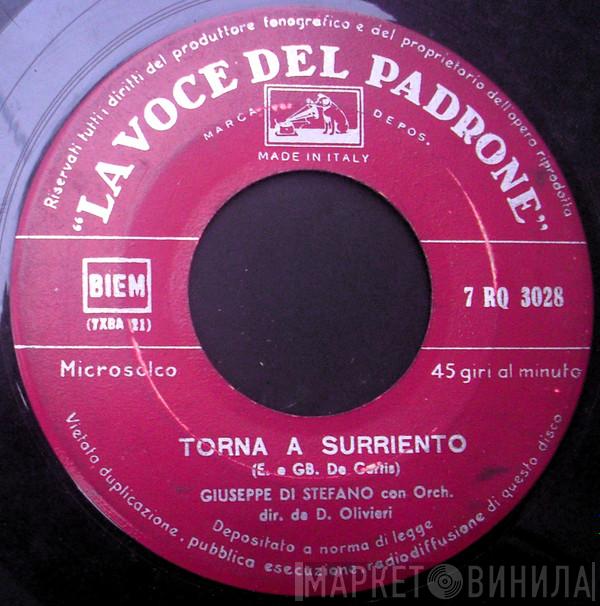 Riservati tutti i diritti del produttore fonografico e del proprietario dell'opera riprodotta
"LA VOCE DEL PADRONE"
MARCA DEPOS.
MADE IN ITALY
BIEM
(7XBA 21)
7 RQ 3028
Microsolco
45 giri al minuto
TORNA A SURRIENTO
(E. e GB. De Curtis)
GIUSEPPE DI STEFANO con Orch.
dir. da D. Olivieri
Depositato a norma di legge
Vietata duplicazione, pubblica esecuzione, radiodiffusione di questo disco
МАРКЕТ ВИНИЛА